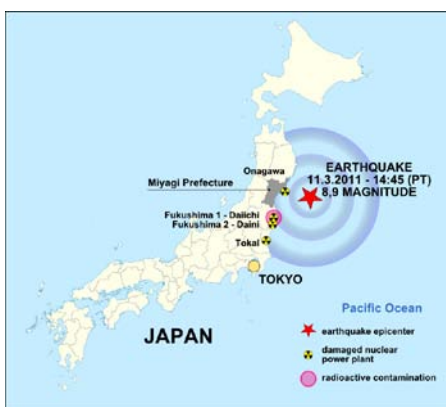 EARTHQUAKE
11.3.2011 - 14:45 (PT)
8,9 MAGNITUDE
Onagawa
Miyagi Prefecture
Fukushima 1 - Daiichi
Fukushima 2 - Daini
Tokai
TOKYO
JAPAN
Pacific Ocean
earthquake epicenter
damaged nuclear
power plant
radioactive contamination